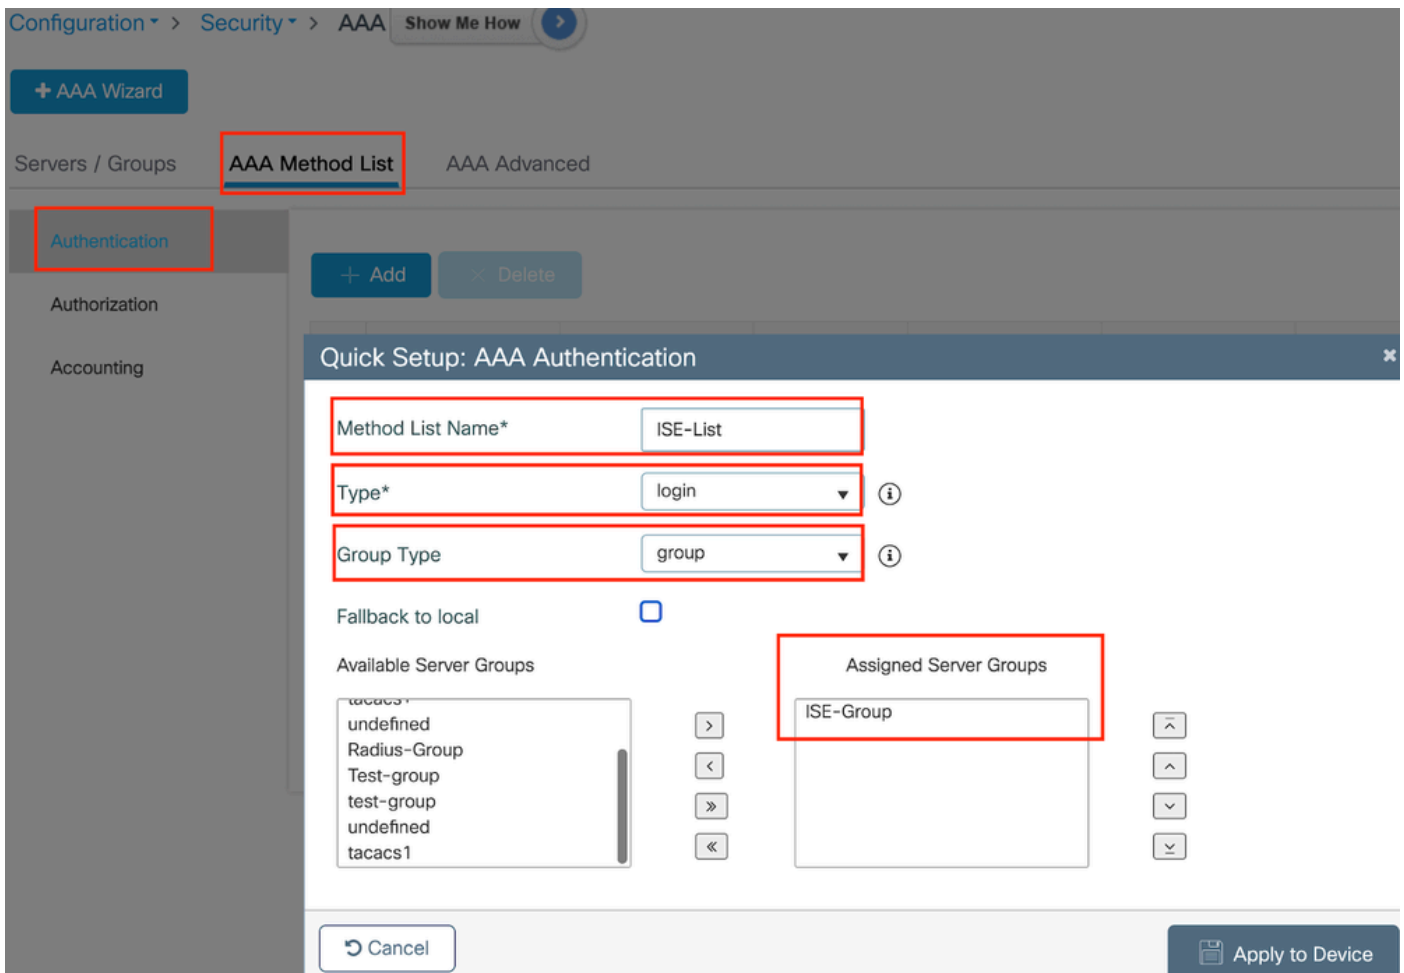 Configuration > Security > AAA Show Me How
+ AAA Wizard
Servers / Groups AAA Method List AAA Advanced
Authentication
Authorization
Accounting
+ Add × Delete
Quick Setup: AAA Authentication
Method List Name* ISE-List
Type* login
Group Type group
Fallback to local
Available Server Groups Assigned Server Groups
undefined
Radius-Group
Test-group
test-group
undefined
tacacs1
ISE-Group
Cancel Apply to Device